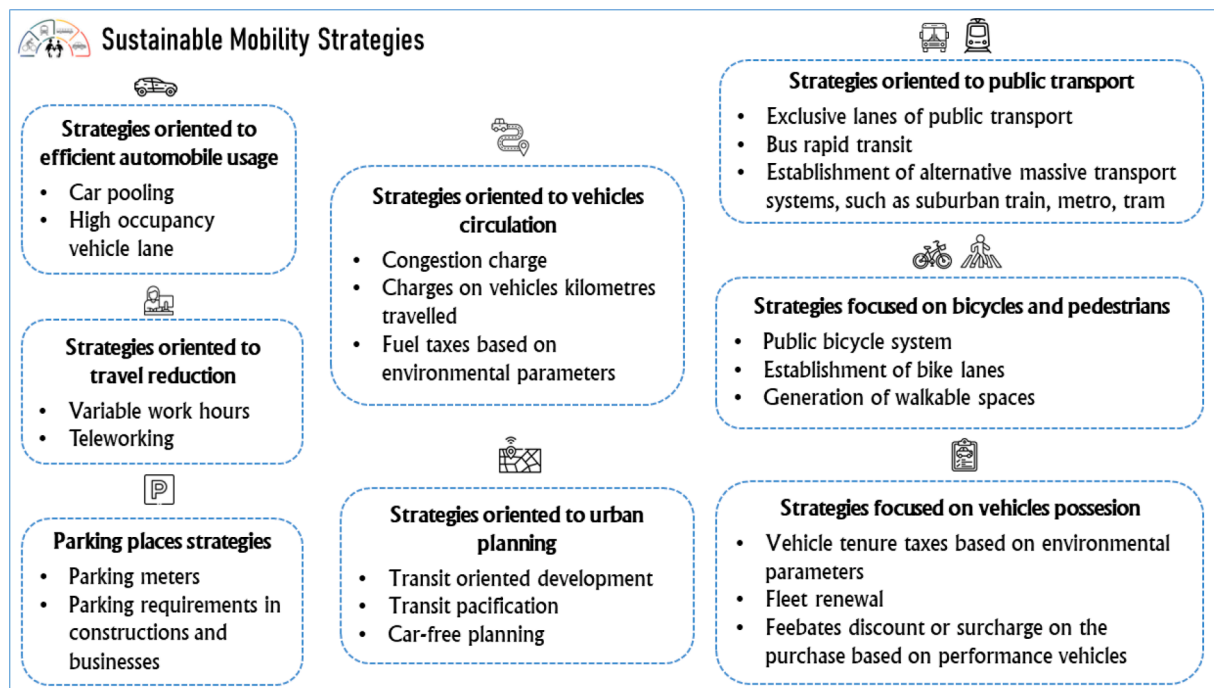 Sustainable Mobility Strategies
Strategies oriented to
efficient automobile usage
• Car pooling
• High occupancy
vehicle lane
Strategies oriented to
travel reduction
• Variable work hours
• Teleworking
P
Parking places strategies
• Parking meters
• Parking requirements in
constructions and
businesses
Strategies oriented to vehicles
circulation
• Congestion charge
• Charges on vehicles kilometres
travelled
• Fuel taxes based on
environmental parameters
Strategies oriented to urban
planning
• Transit oriented development
• Transit pacification
• Car-free planning
Strategies oriented to public transport
• Exclusive lanes of public transport
• Bus rapid transit
• Establishment of alternative massive transport
systems, such as suburban train, metro, tram
Strategies focused on bicycles and pedestrians
• Public bicycle system
• Establishment of bike lanes
• Generation of walkable spaces
Strategies focused on vehicles possesion
• Vehicle tenure taxes based on environmental
parameters
• Fleet renewal
• Feebates discount or surcharge on the
purchase based on performance vehicles